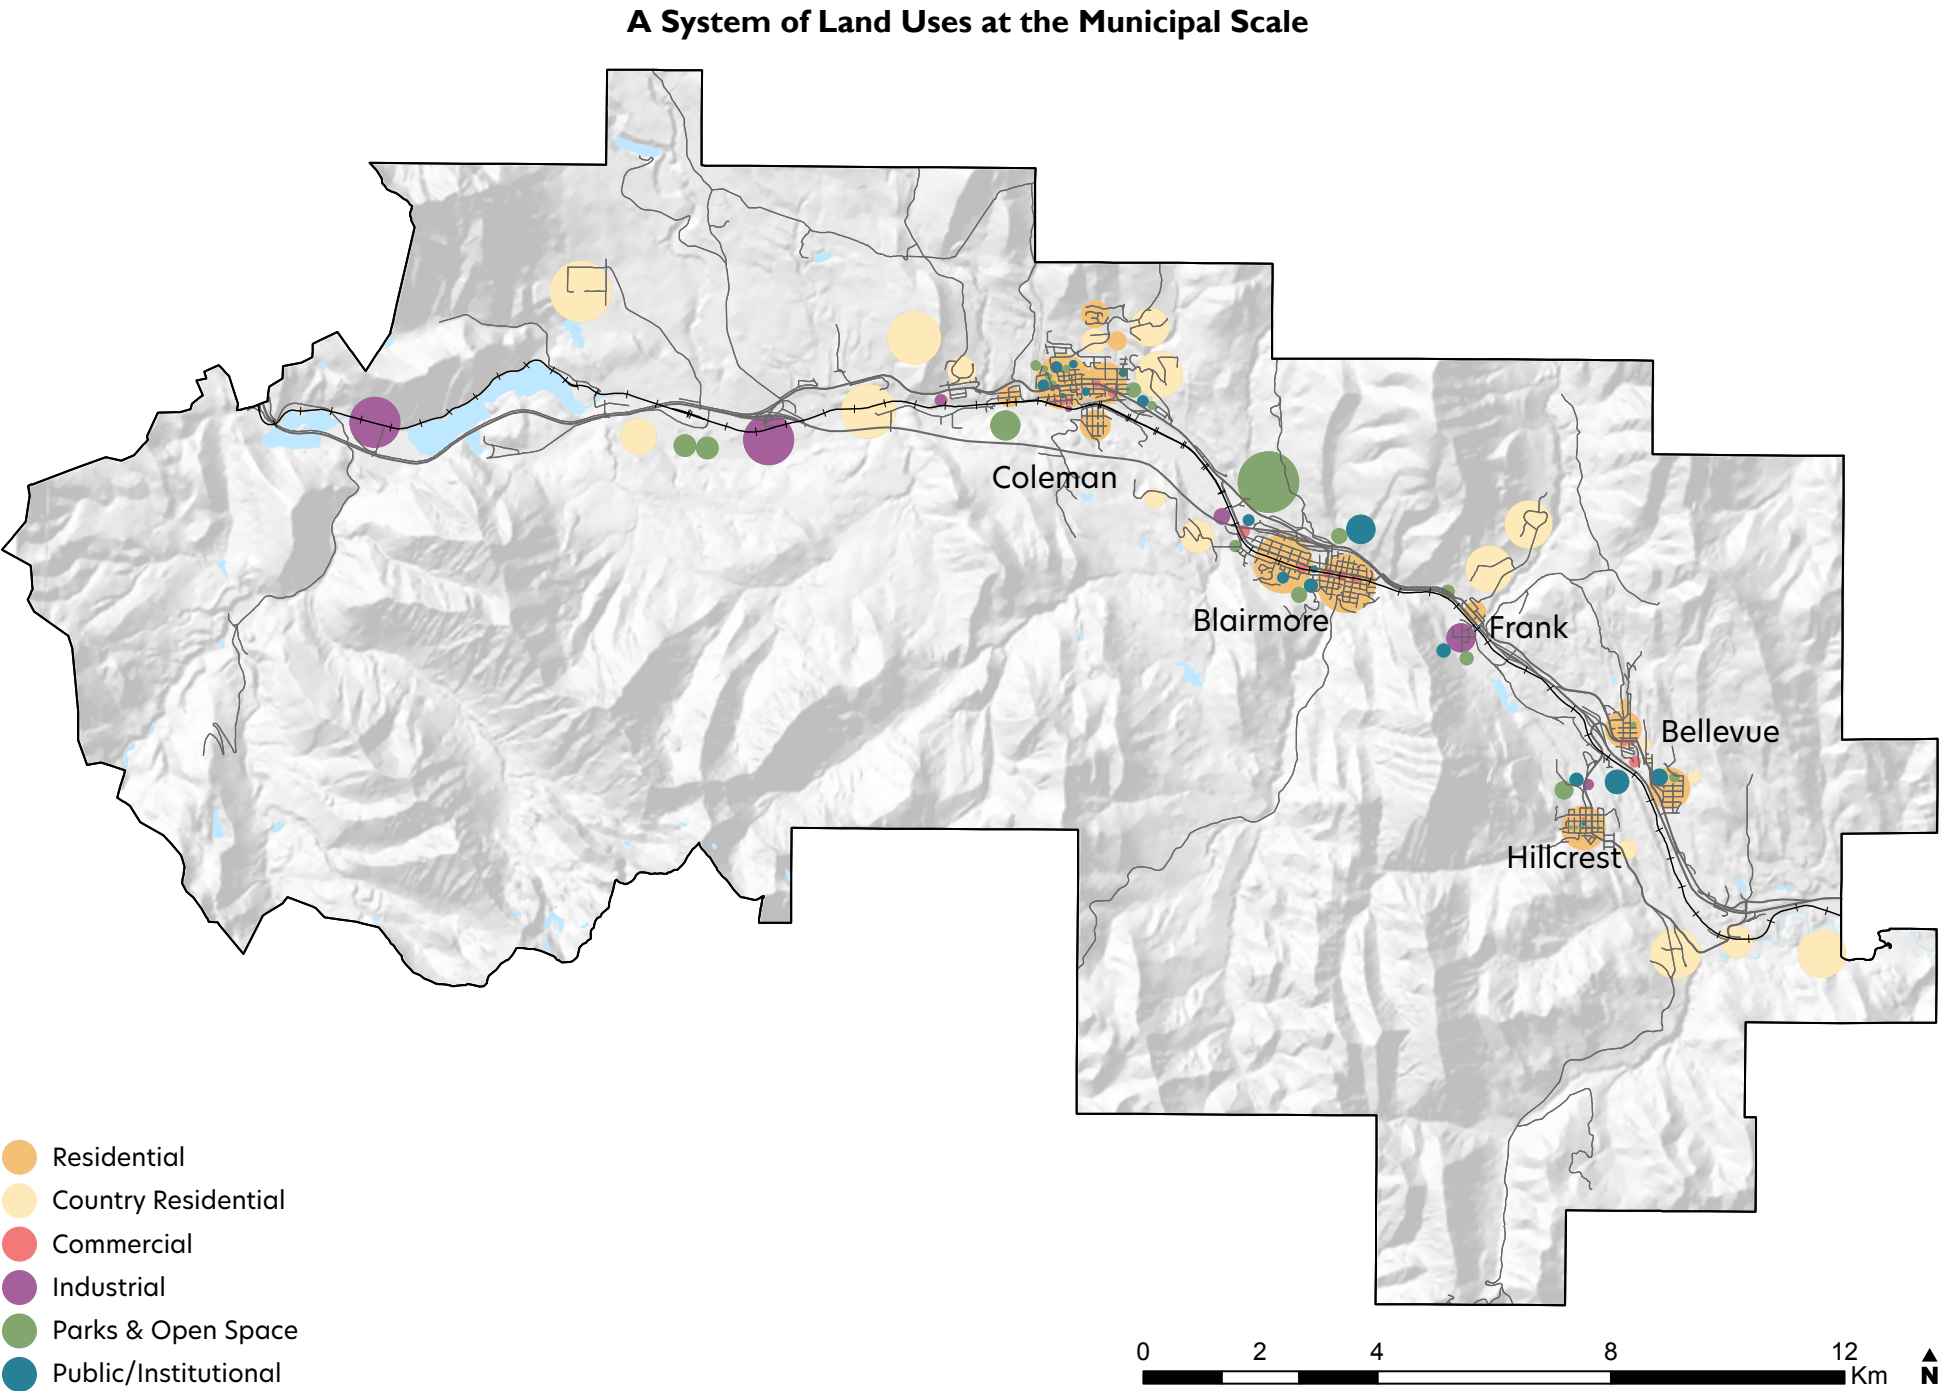 A System of Land Uses at the Municipal Scale
Coleman
Blairmore
Frank
Bellevue
Hillcrest
Residential
Country Residential
Commercial
Industrial
Parks & Open Space
Public/Institutional
0 2 4 8 12
Km
N